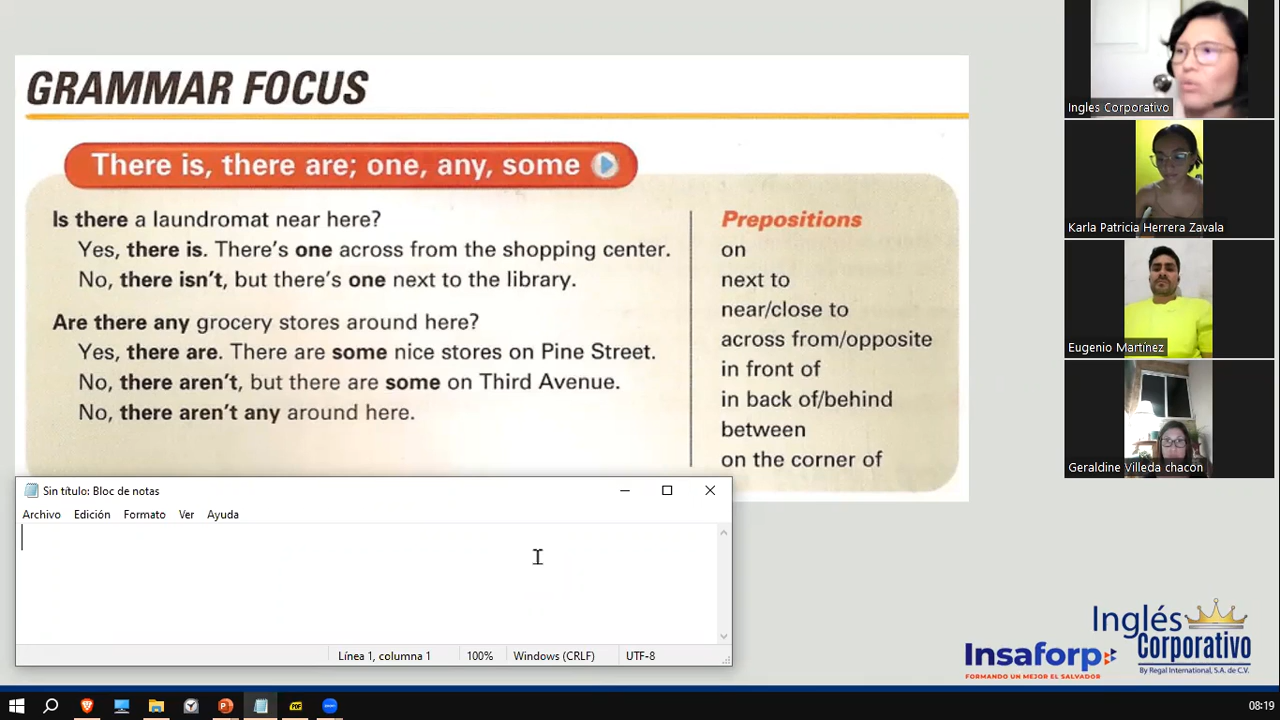 GRAMMAR FOCUS
There is, there are; one, any, some
Is there a laundromat near here?
Yes, there is. There's one across from the shopping center.
No, there isn't, but there's one next to the library.
Are there any grocery stores around here?
Yes, there are. There are some nice stores on Pine Street.
No, there aren't, but there are some on Third Avenue.
No, there aren't any around here.
Prepositions
on
next to
near/close to
across from/opposite
in front of
in back of/behind
between
on the corner of
Sin título: Bloc de notas
Archivo Edición Formato Ver Ayuda
Línea 1, columna 1 100% Windows (CRLF) UTF-8
Ingles Corporativo
Karla Patricia Herrera Zavala
Eugenio Martínez
Geraldine Villeda chacón
Insaforp
FORMANDO UN MEJOR EL SALVADOR
Inglés
Corporativo
By Regal International, S.A. de C.V.
08:19